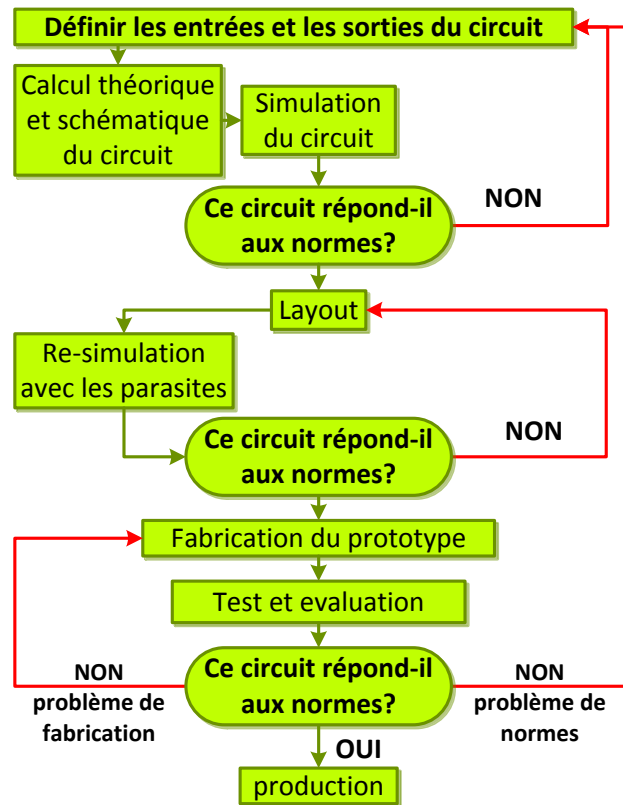 Définir les entrées et les sorties du circuit
Calcul théorique
et schématique
du circuit
Simulation
du circuit
Ce circuit répond-il
aux normes?
NON
Layout
Re-simulation
avec les parasites
Ce circuit répond-il
aux normes?
NON
Fabrication du prototype
Test et evaluation
Ce circuit répond-il
aux normes?
NON
problème de
fabrication
NON
problème de
normes
OUI
production